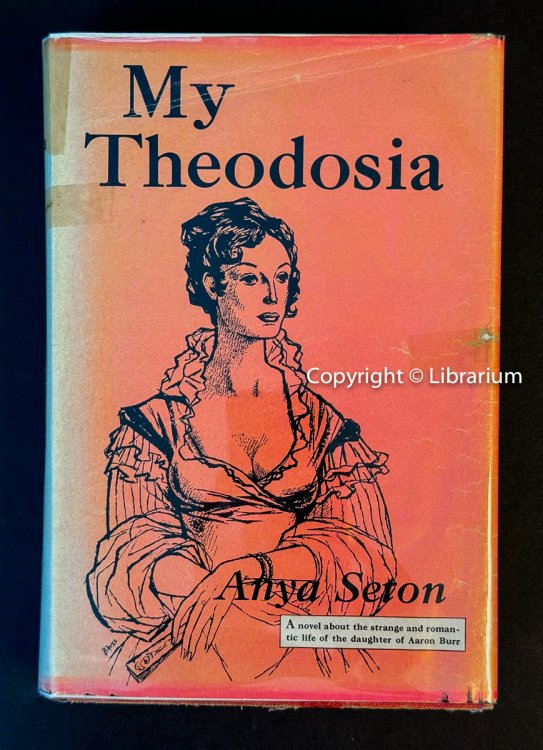 My
Theodosia
Copyright © Librarium
Anya Seton
A novel about the strange and roman-
tic life of the daughter of Aaron Burr